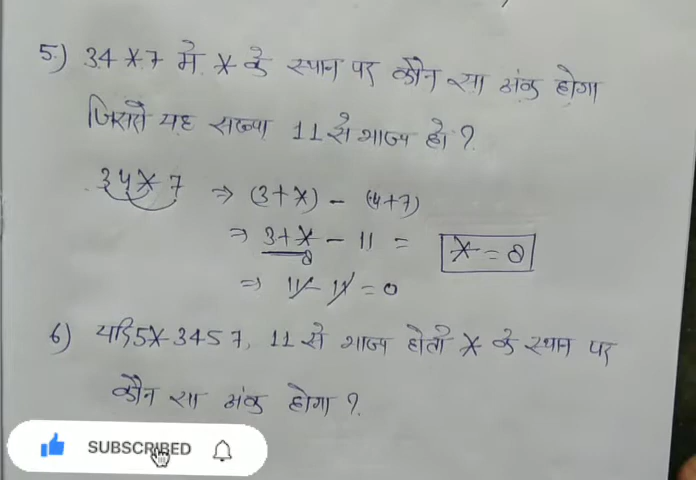 5.) 34*7 में * के स्थान पर कौन सा अंक होगा
जिससे यह संख्या 11 से भाज्य हो ?
34*7 ⇒ (3+*) - (4+7)
⇒ 3+* - 11 = *=8
8
⇒ 11 - 11 = 0
6) यदि 5*3457, 11 से भाज्य हो तो * के स्थान पर
कौन सा अंक होगा ?
SUBSCRIBED